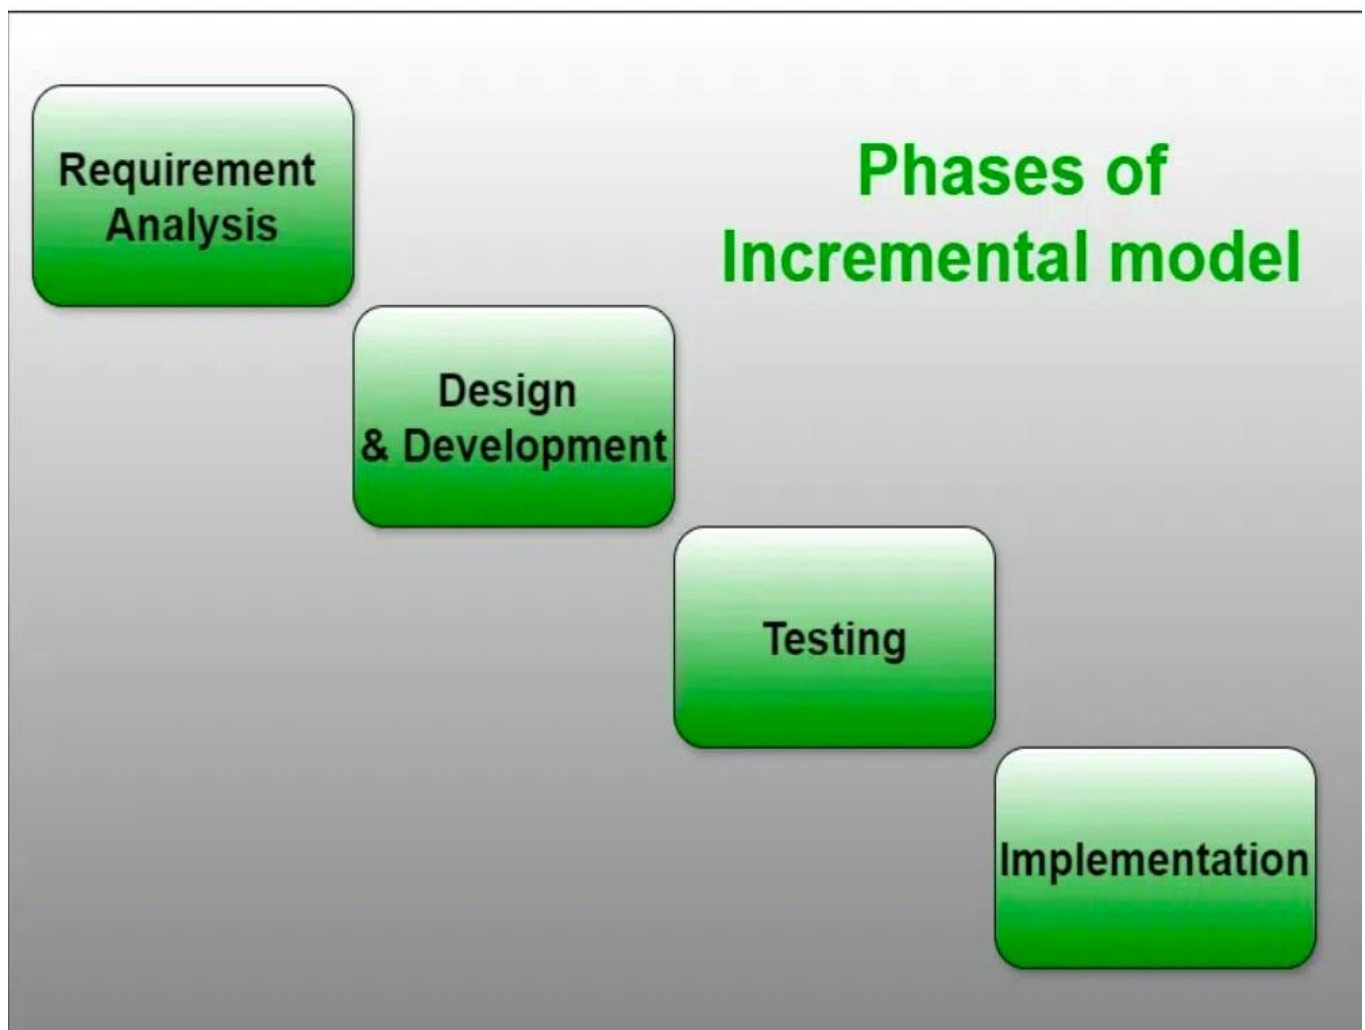 Requirement
Analysis
Phases of
Incremental model
Design
& Development
Testing
Implementation